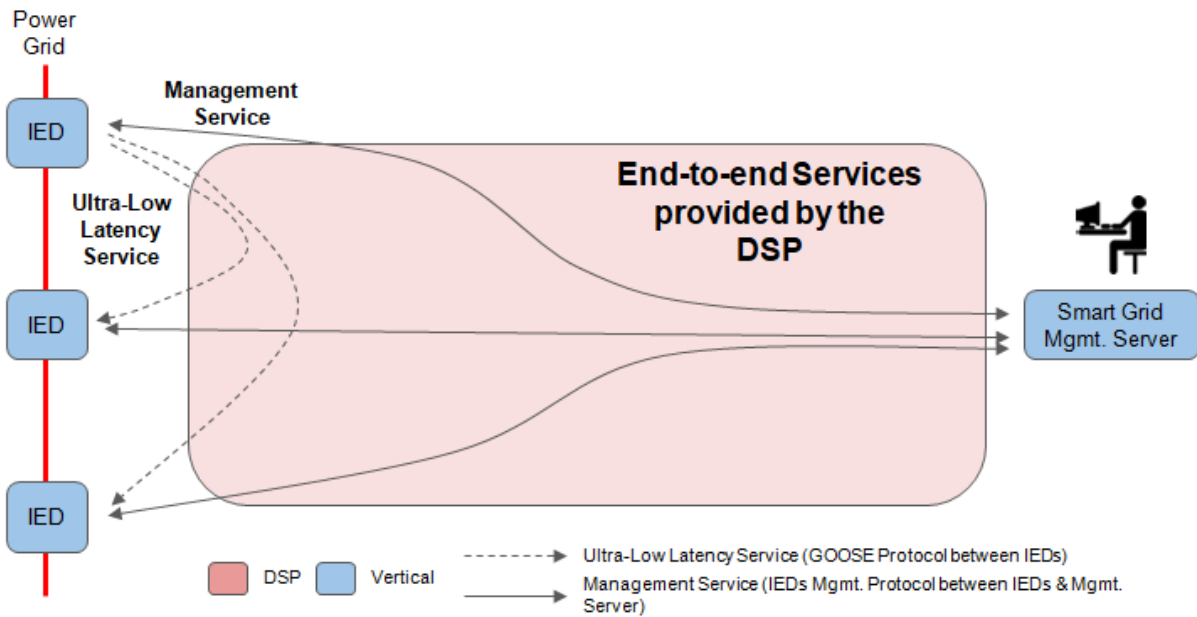 Power
Grid
IED
Management
Service
Ultra-Low
Latency
Service
End-to-end Services
provided by the
DSP
IED
Smart Grid
Mgmt. Server
IED
DSP
Vertical
Ultra-Low Latency Service (GOOSE Protocol between IEDs)
Management Service (IEDs Mgmt. Protocol between IEDs & Mgmt.
Server)